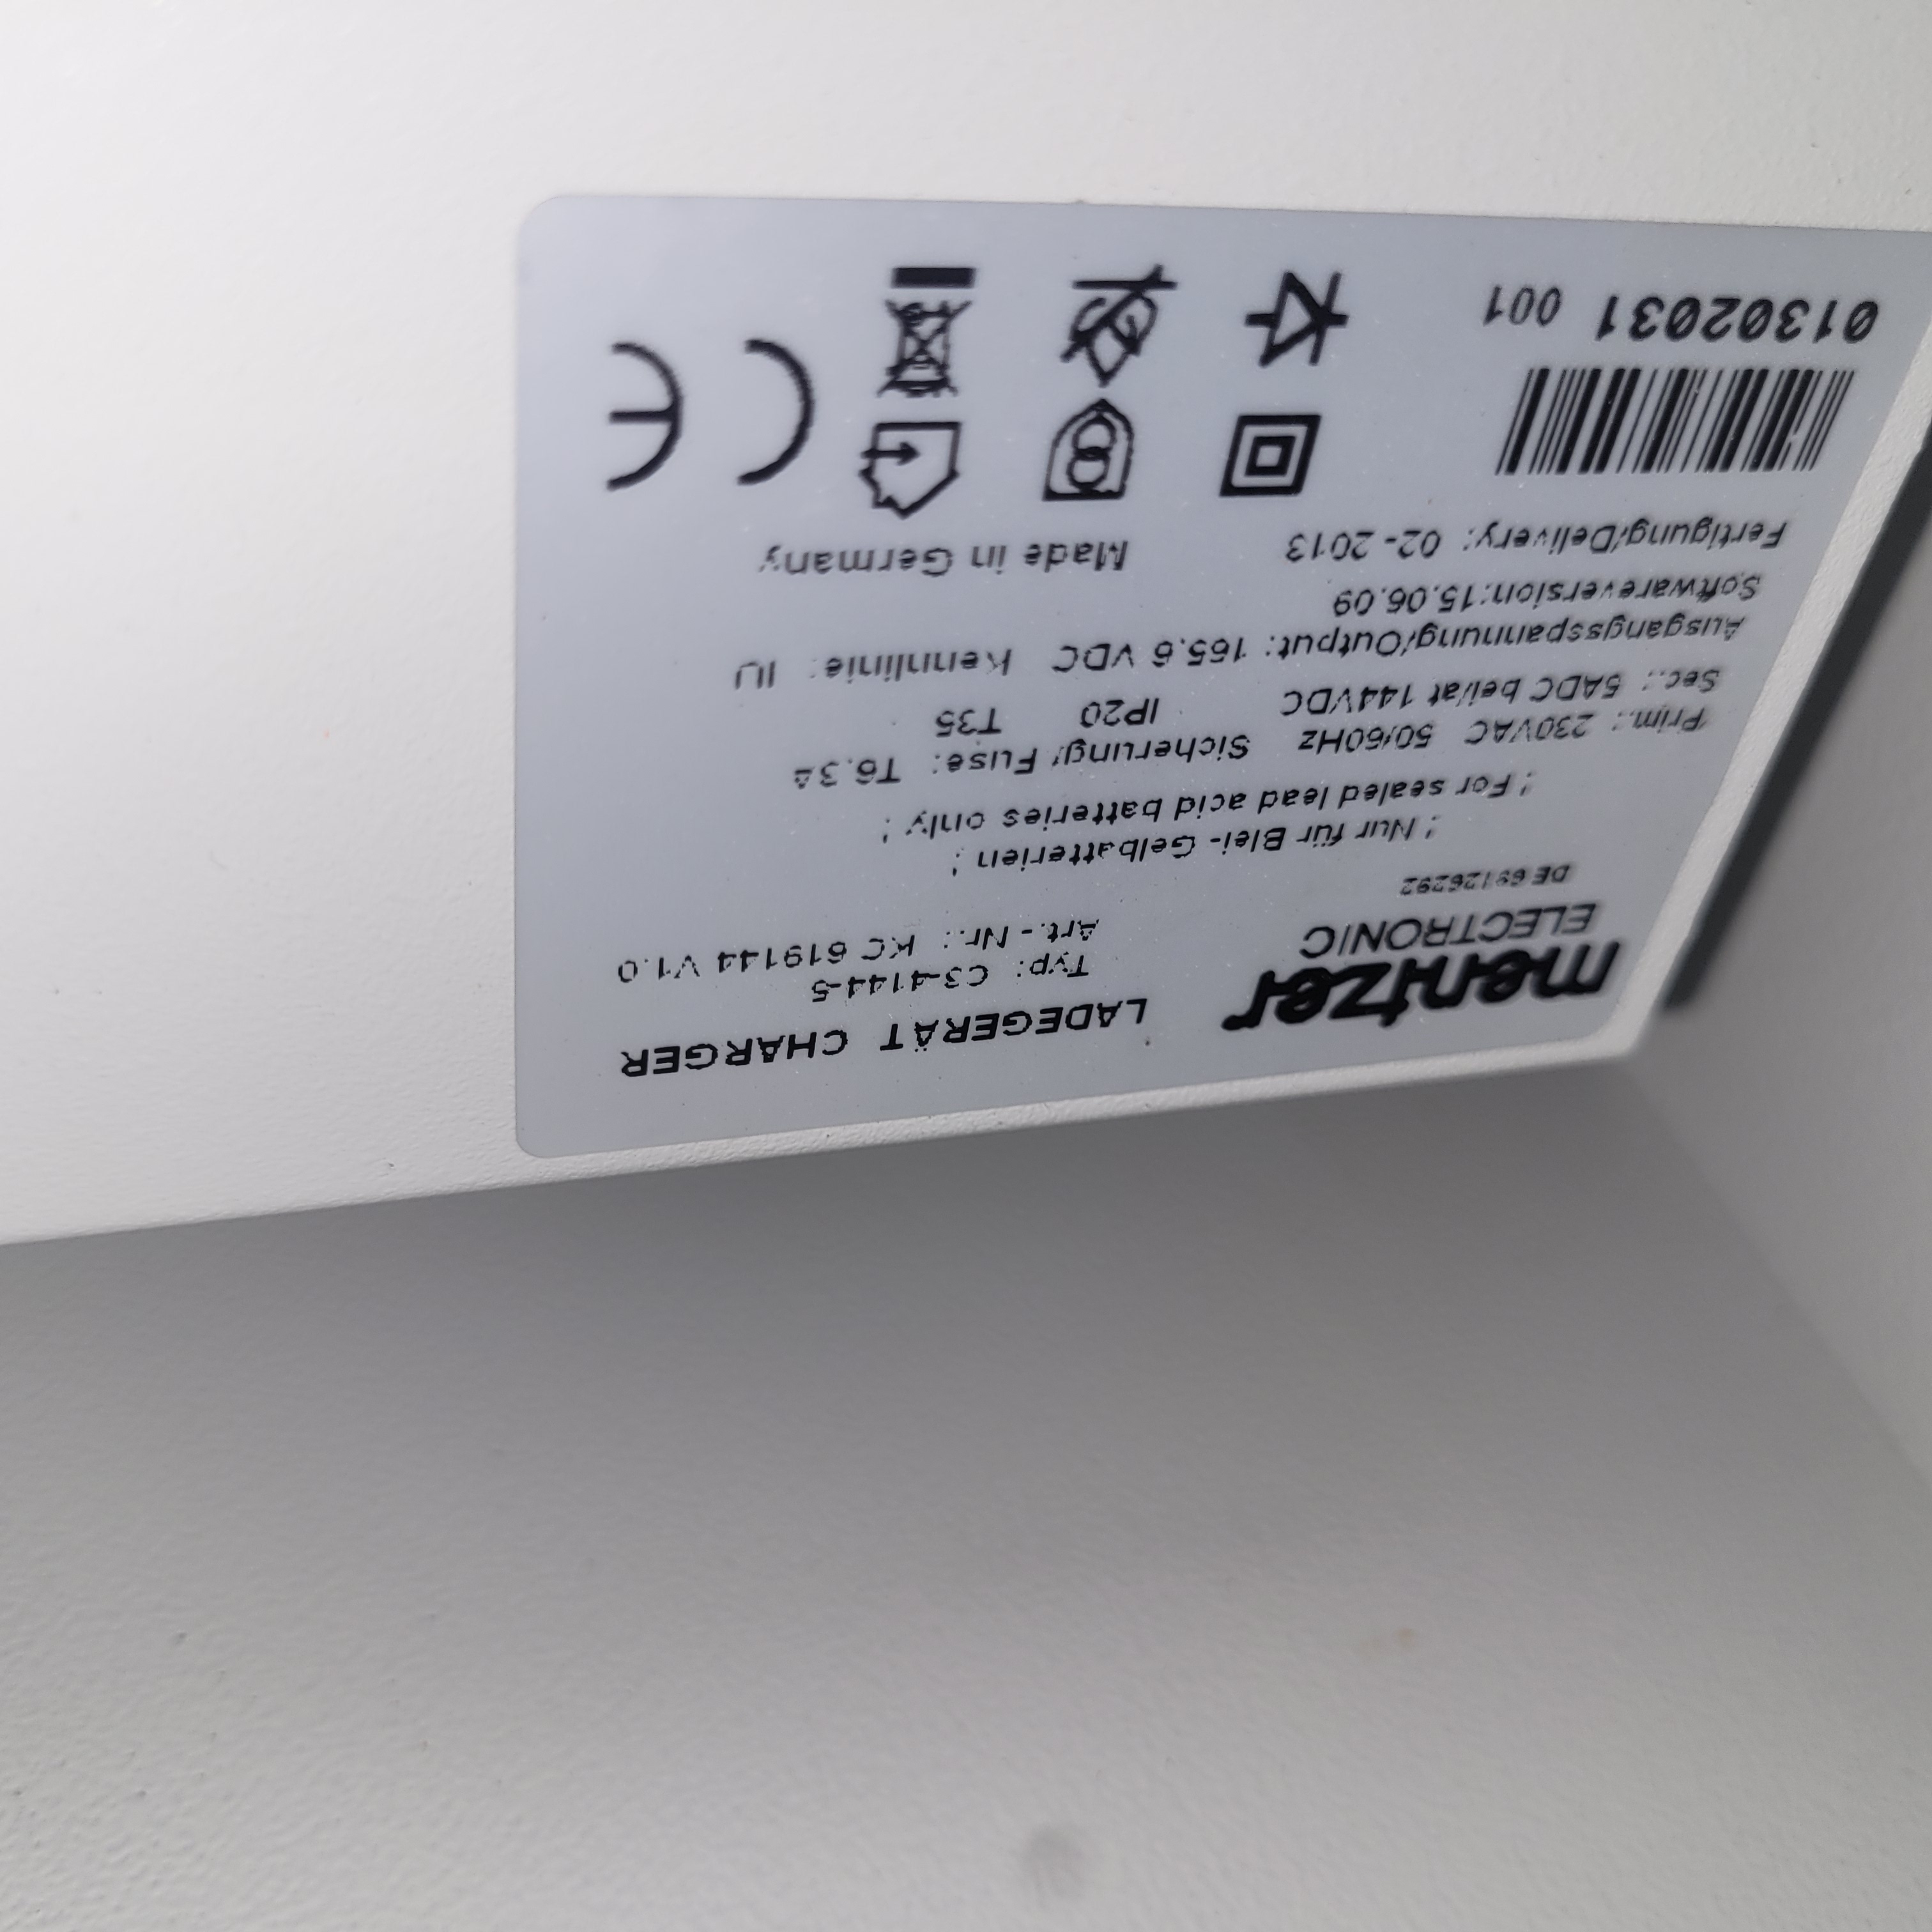 mentzer
ELECTRONIC
DE 69126292
LADEGERÄT CHARGER
Typ: C3-4144-5
Art.- Nr.: KC 619144 V1.0
! Nur für Blei- Gelbatterien !
! For sealed lead acid batteries only !
Prim.: 230VAC 50/60Hz Sicherung/ Fuse: T6.3A
Sec.: 5ADC bei/at 144VDC IP20 T35
Ausgangsspannung/Output: 165.6 VDC Kennlinie: IU
Softwareversion:15.06.09
Fertigung/Delivery: 02-2013 Made in Germany
01302031 001
CE